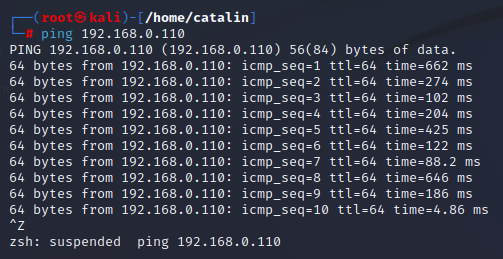 ┌──(root㉿kali)-[/home/catalin]
└─# ping 192.168.0.110
PING 192.168.0.110 (192.168.0.110) 56(84) bytes of data.
64 bytes from 192.168.0.110: icmp_seq=1 ttl=64 time=662 ms
64 bytes from 192.168.0.110: icmp_seq=2 ttl=64 time=274 ms
64 bytes from 192.168.0.110: icmp_seq=3 ttl=64 time=102 ms
64 bytes from 192.168.0.110: icmp_seq=4 ttl=64 time=204 ms
64 bytes from 192.168.0.110: icmp_seq=5 ttl=64 time=425 ms
64 bytes from 192.168.0.110: icmp_seq=6 ttl=64 time=122 ms
64 bytes from 192.168.0.110: icmp_seq=7 ttl=64 time=88.2 ms
64 bytes from 192.168.0.110: icmp_seq=8 ttl=64 time=646 ms
64 bytes from 192.168.0.110: icmp_seq=9 ttl=64 time=186 ms
64 bytes from 192.168.0.110: icmp_seq=10 ttl=64 time=4.86 ms
^Z
zsh: suspended  ping 192.168.0.110